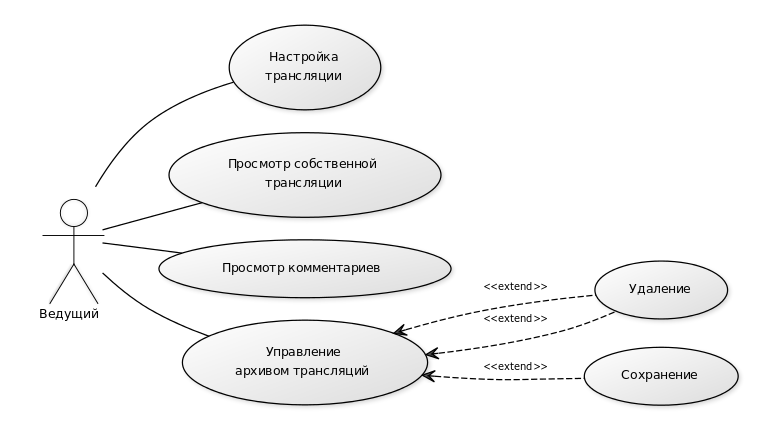 Настройка
трансляции
Просмотр собственной
трансляции
Просмотр комментариев
Ведущий
Управление
архивом трансляций
<<extend>>
<<extend>>
<<extend>>
Удаление
Сохранение